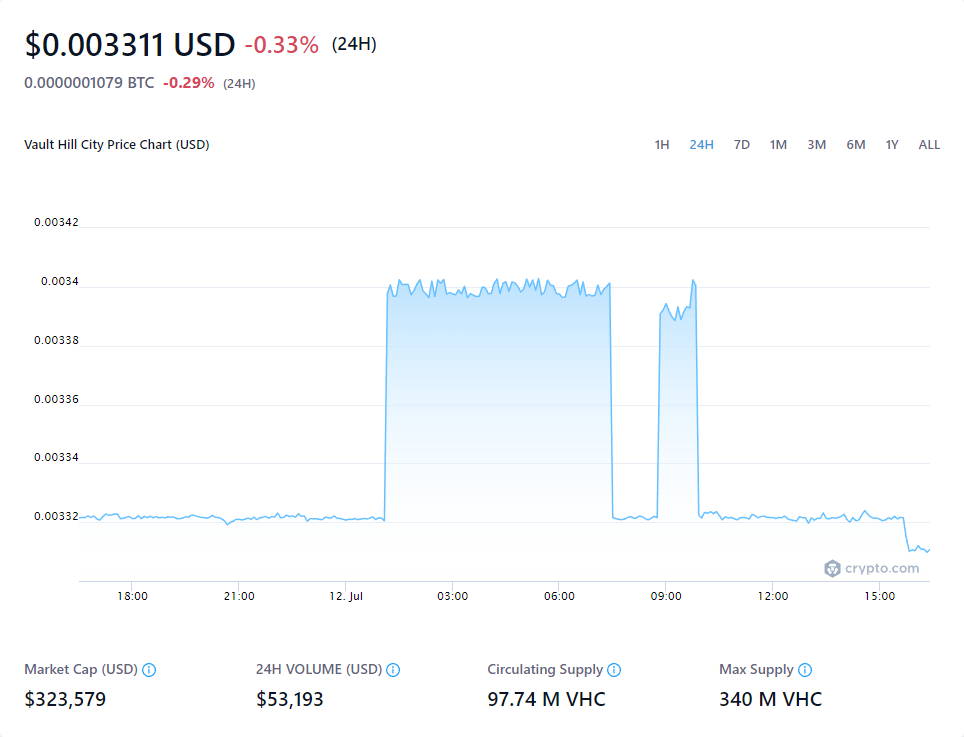 $0.003311 USD -0.33% (24H)
0.0000001079 BTC -0.29% (24H)
Vault Hill City Price Chart (USD) 1H 24H 7D 1M 3M 6M 1Y ALL
0.00342
0.0034
0.00338
0.00336
0.00334
0.00332
crypto.com
18:00 21:00 12. Jul 03:00 06:00 09:00 12:00 15:00
Market Cap (USD) 24H VOLUME (USD) Circulating Supply Max Supply
$323,579 $53,193 97.74 M VHC 340 M VHC